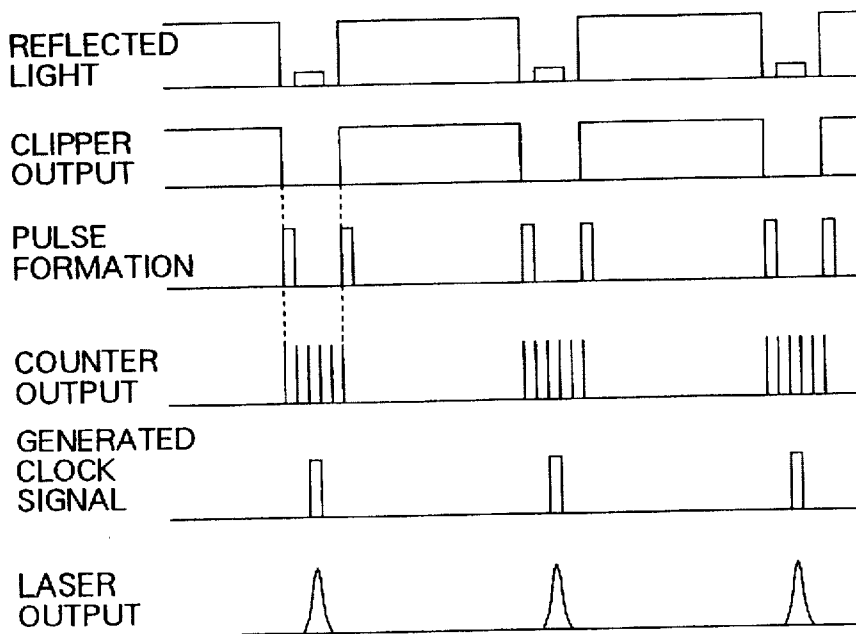 REFLECTED
LIGHT
CLIPPER
OUTPUT
PULSE
FORMATION
COUNTER
OUTPUT
GENERATED
CLOCK
SIGNAL
LASER
OUTPUT